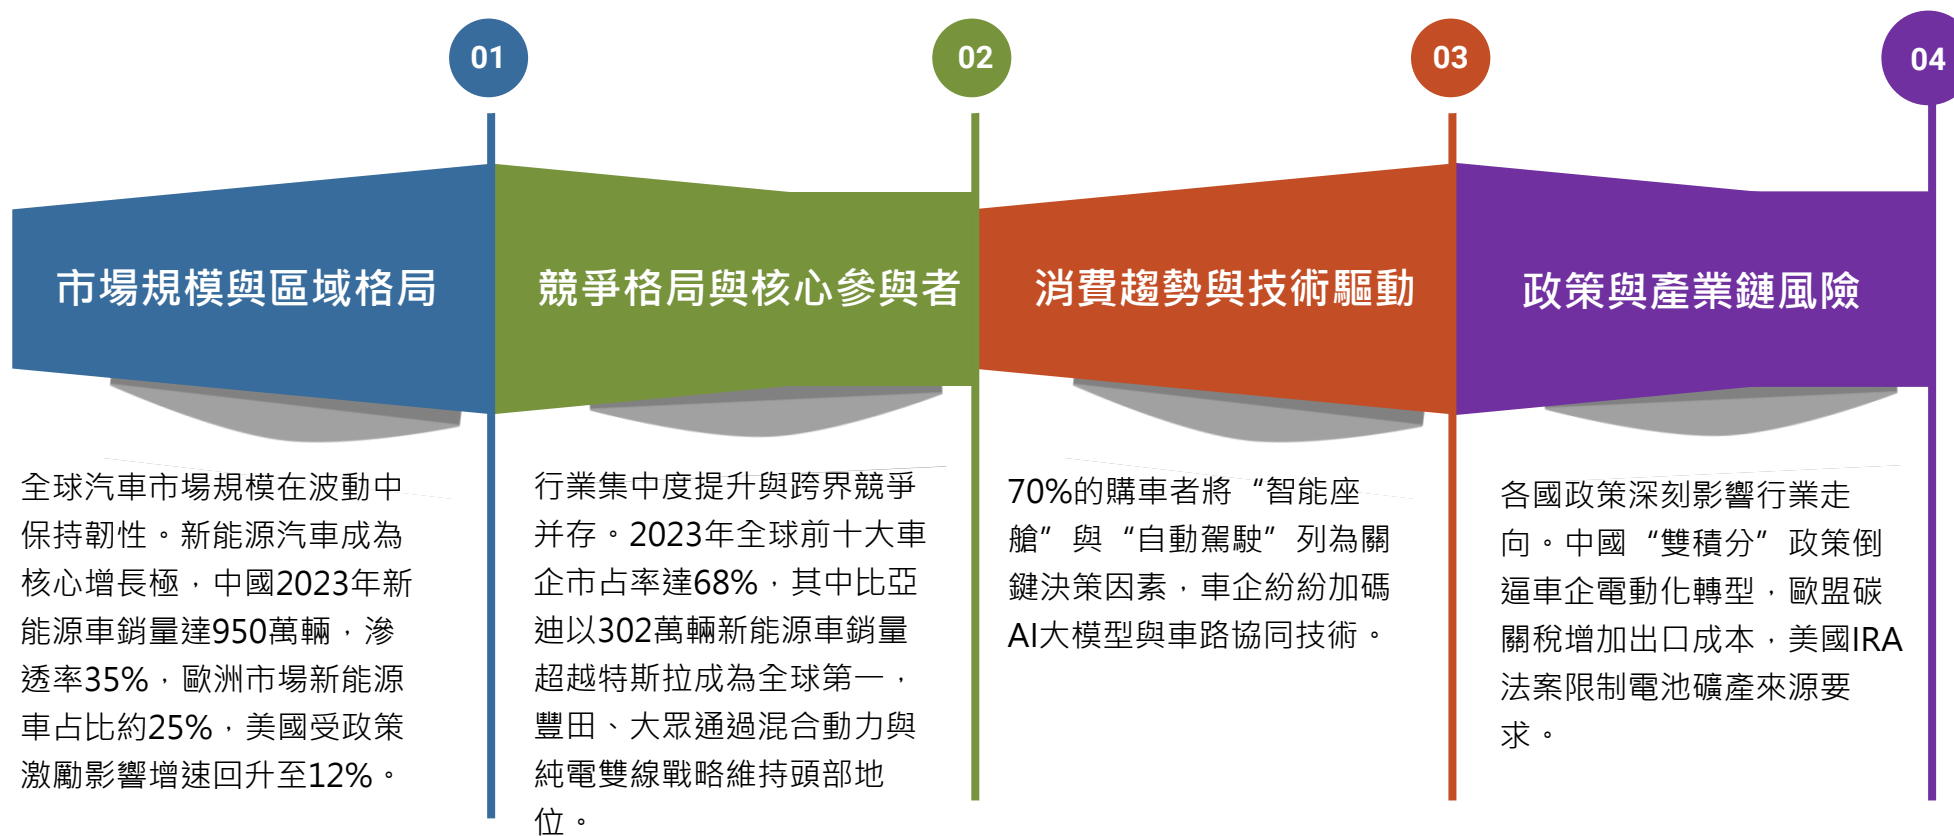 01
市場規模與區域格局
全球汽車市場規模在波動中
保持韌性。新能源汽車成為
核心增長極，中國2023年新
能源車銷量達950萬輛，滲
透率35%，歐洲市場新能源
車占比約25%，美國受政策
激勵影響增速回升至12%。
02
競爭格局與核心參與者
行業集中度提升與跨界競爭
并存。2023年全球前十大車
企市占率達68%，其中比亞
迪以302萬輛新能源車銷量
超越特斯拉成為全球第一，
豐田、大眾通過混合動力與
純電雙線戰略維持頭部地
位。
03
消費趨勢與技術驅動
70%的購車者將“智能座
艙”與“自動駕駛”列為關
鍵決策因素，車企紛紛加碼
AI大模型與車路協同技術。
04
政策與產業鏈風險
各國政策深刻影響行業走
向。中國“雙積分”政策倒
逼車企電動化轉型，歐盟碳
關稅增加出口成本，美國IRA
法案限制電池礦產來源要
求。